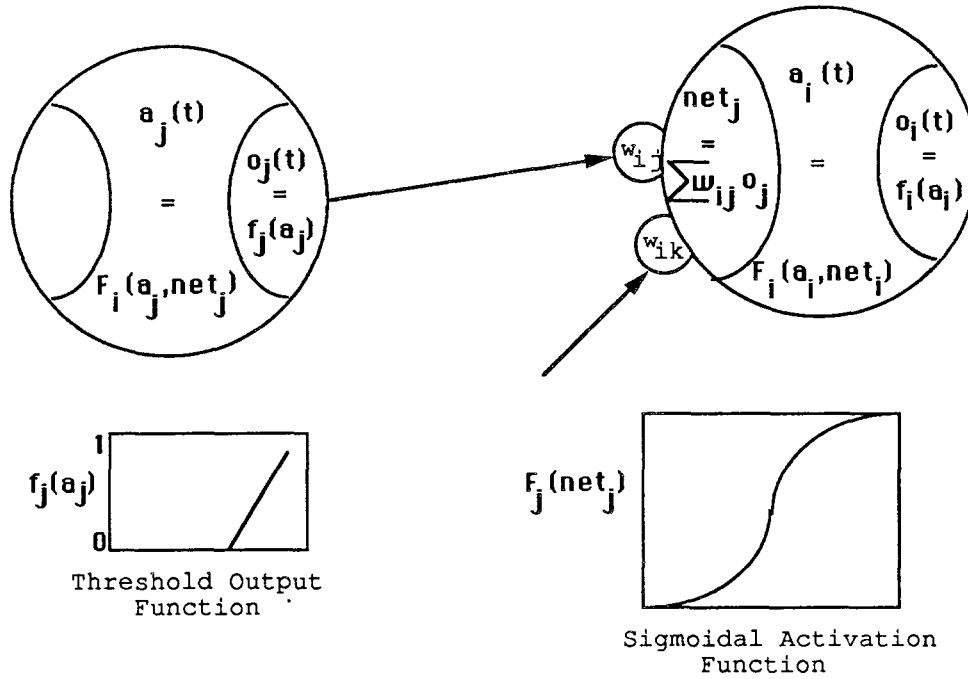 a_j(t)
=
F_i(a_j,net_j)
o_j(t)
=
f_j(a_j)
w_ij
w_ik
net_j
=
∑w_ij o_j
a_i(t)
=
F_i(a_i,net_i)
o_i(t)
=
f_i(a_i)
1
f_j(a_j)
0
Threshold Output
Function
F_j(net_j)
Sigmoidal Activation
Function